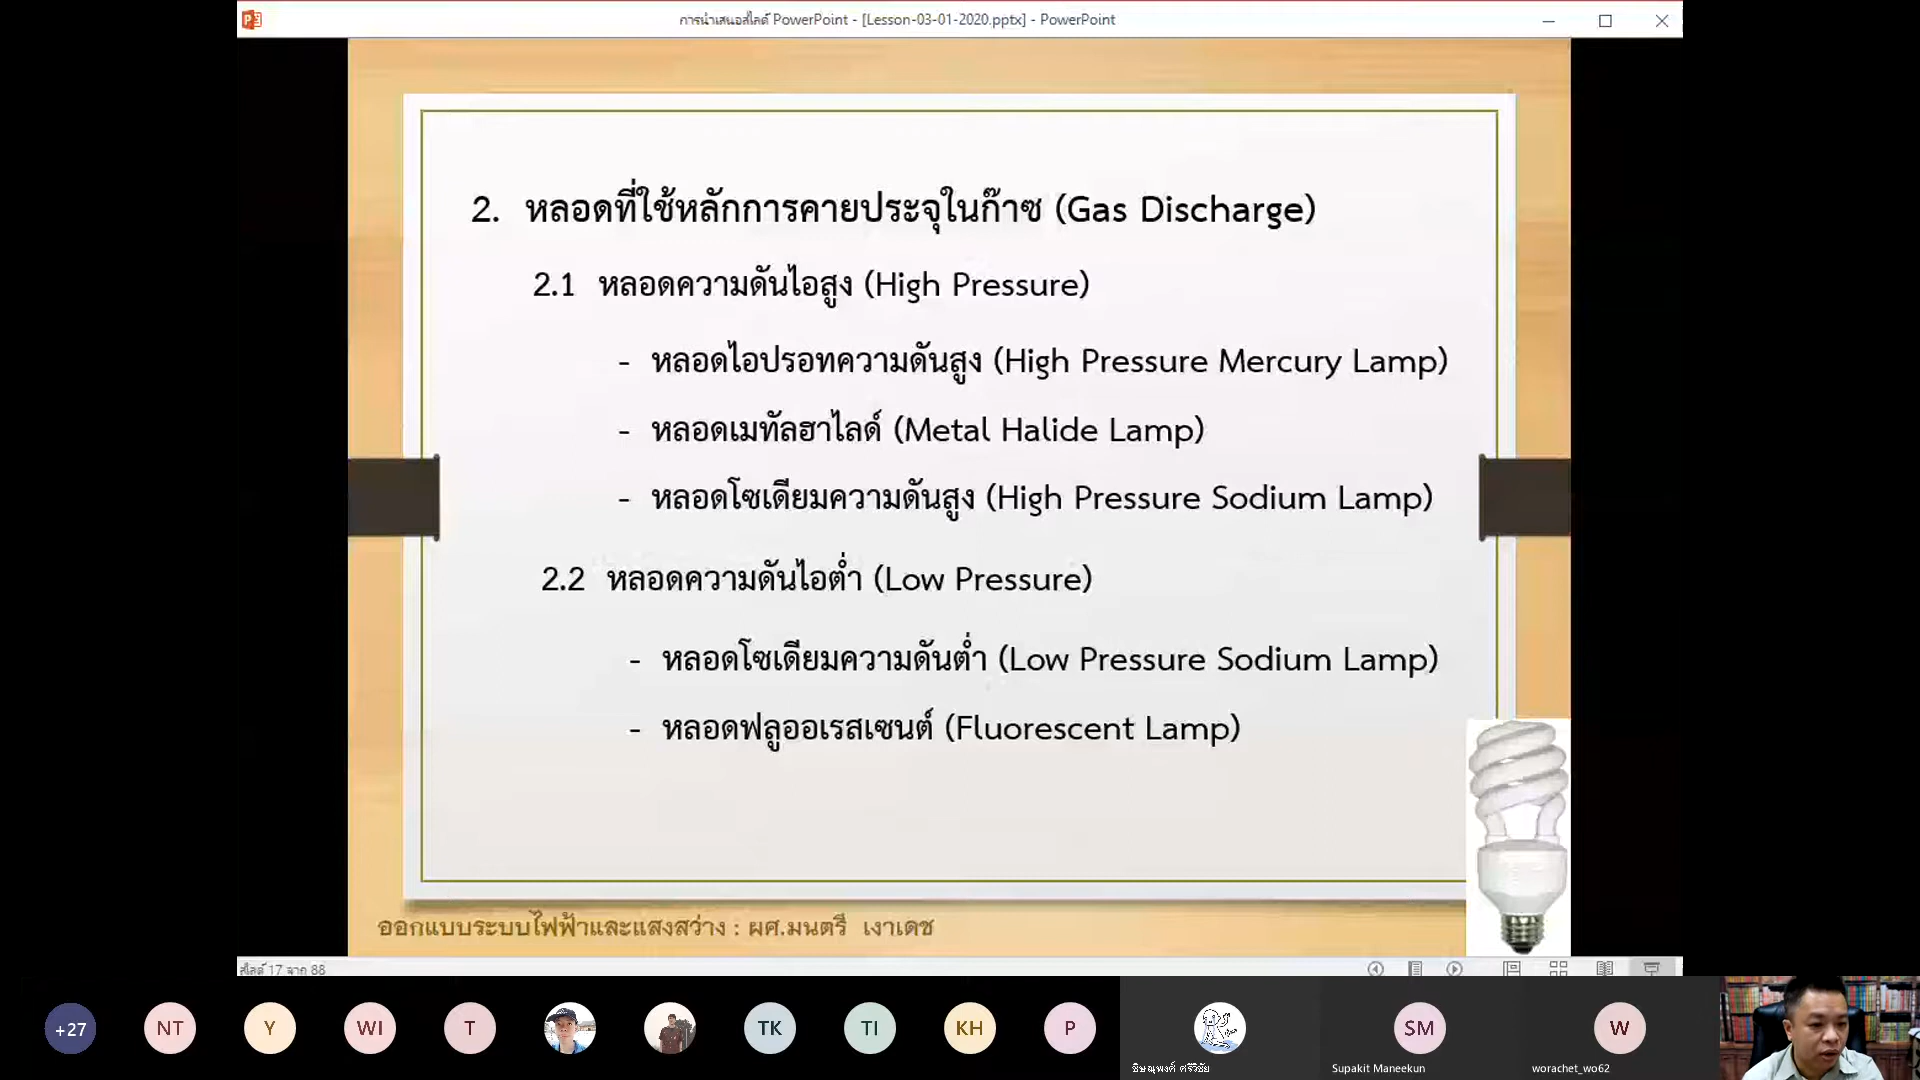 การนำเสนอสไลด์ PowerPoint - [Lesson-03-01-2020.pptx] - PowerPoint
2. หลอดที่ใช้หลักการคายประจุในก๊าซ (Gas Discharge)
2.1 หลอดความดันไอสูง (High Pressure)
- หลอดไอปรอทความดันสูง (High Pressure Mercury Lamp)
- หลอดเมทัลฮาไลด์ (Metal Halide Lamp)
- หลอดโซเดียมความดันสูง (High Pressure Sodium Lamp)
2.2 หลอดความดันไอต่ำ (Low Pressure)
- หลอดโซเดียมความดันต่ำ (Low Pressure Sodium Lamp)
- หลอดฟลูออเรสเซนต์ (Fluorescent Lamp)
ออกแบบระบบไฟฟ้าและแสงสว่าง : ผศ.มนตรี เงาเดช
สไลด์ 17 จาก 88
+27 NT Y WI T TK TI KH P SM W
ชิษณุพงศ์ ศรีวิชัย Supakit Maneekun worachet_wo62